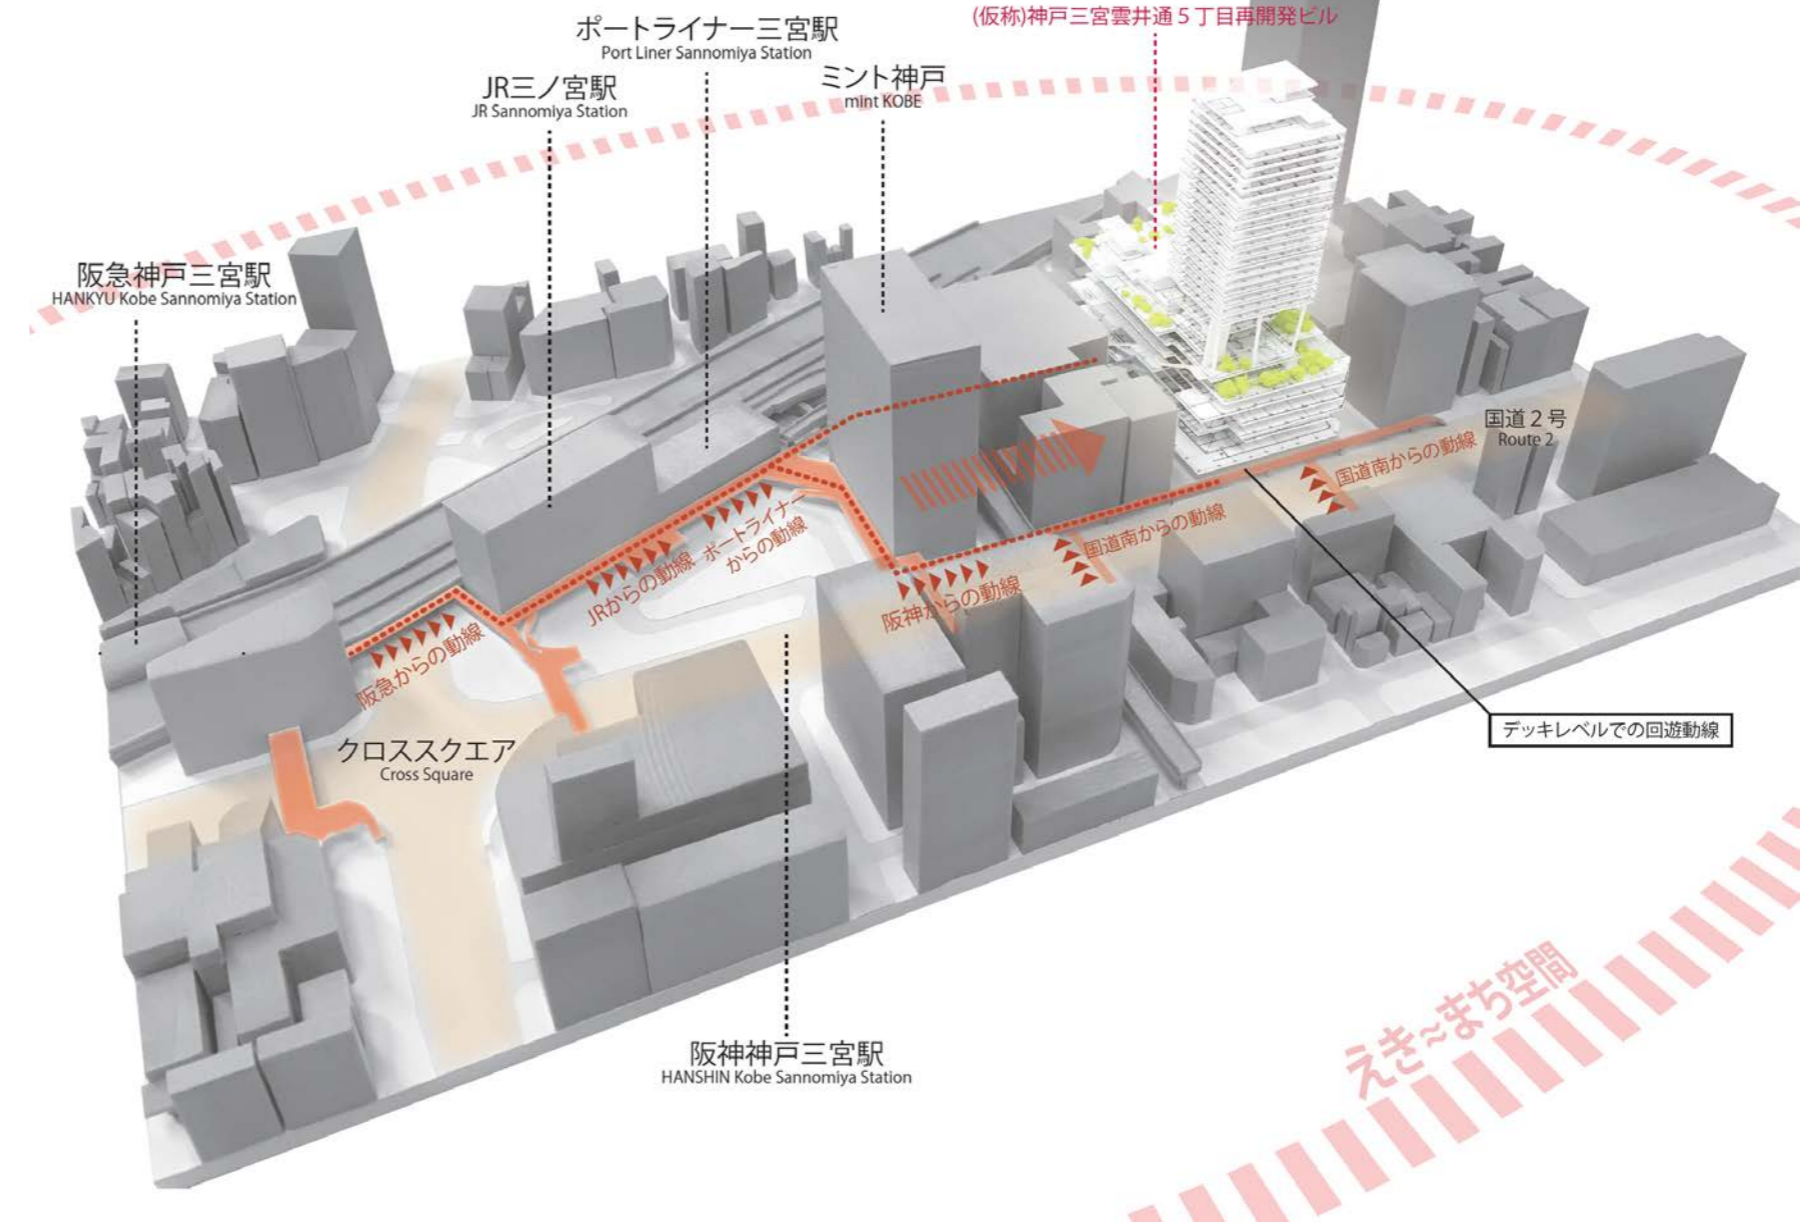 (仮称)神戸三宮雲井通5丁目再開発ビル
ポートライナー三宮駅
Port Liner Sannomiya Station
JR三ノ宮駅
JR Sannomiya Station
ミント神戸
mint KOBE
阪急神戸三宮駅
HANKYU Kobe Sannomiya Station
国道2号
Route 2
国道南からの動線
国道南からの動線
ポートライナー
からの動線
JRからの動線
阪神からの動線
阪急からの動線
デッキレベルでの回遊動線
クロススクエア
Cross Square
阪神神戸三宮駅
HANSHIN Kobe Sannomiya Station
えき~まち空間